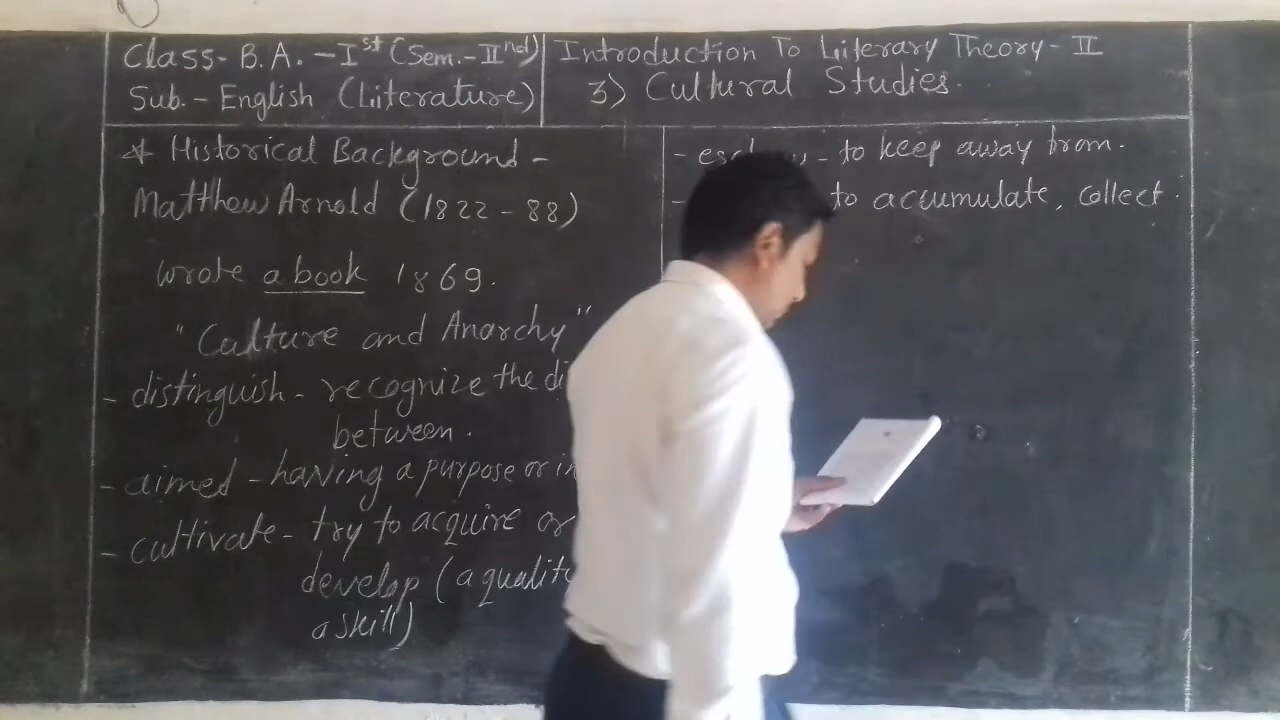 Class- B.A. - Ist (Sem.-IInd)
Sub. - English (Literature)
Introduction To Literary Theory - II
3) Cultural Studies.
* Historical Background -
Matthew Arnold (1822 - 88)
wrote a book 1869.
"Culture and Anarchy"
- distinguish - recognize the
between.
- aimed - having a purpose or
- cultivate - try to acquire or
develop (a quality
a skill)
- to keep away from.
- to accumulate, collect.